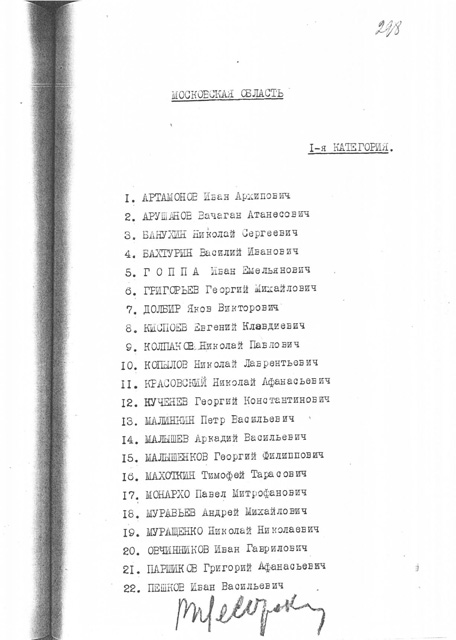 298
МОСКОВСКАЯ ОБЛАСТЬ
I-я КАТЕГОРИЯ.
I. АРТАМОНОВ Иван Архипович
2. АРУШАНОВ Вачаган Атанесович
3. БАНУХИН Николай Сергеевич
4. БАХТУРИН Василий Иванович
5. Г О П П А Иван Емельянович
6. ГРИГОРЬЕВ Георгий Михайлович
7. ДОЛБИР Яков Викторович
8. КИСПОЕВ Евгений Клавдиевич
9. КОЛПАКОВ Николай Павлович
10. КОПЫЛОВ Николай Лаврентьевич
II. КРАСОВСКИЙ Николай Афанасьевич
12. КУЧЕНЕВ Георгий Константинович
13. МАЛИНКИН Петр Васильевич
14. МАЛЫШЕВ Аркадий Васильевич
15. МАЛЫШЕНКОВ Георгий Филиппович
16. МАХОТКИН Тимофей Тарасович
17. МОНАРХО Павел Митрофанович
18. МУРАВЬЕВ Андрей Михайлович
19. МУРАЩЕНКО Николай Николаевич
20. ОВЧИННИКОВ Иван Гаврилович
21. ПАРШИКОВ Григорий Афанасьевич
22. ПЕШКОВ Иван Васильевич